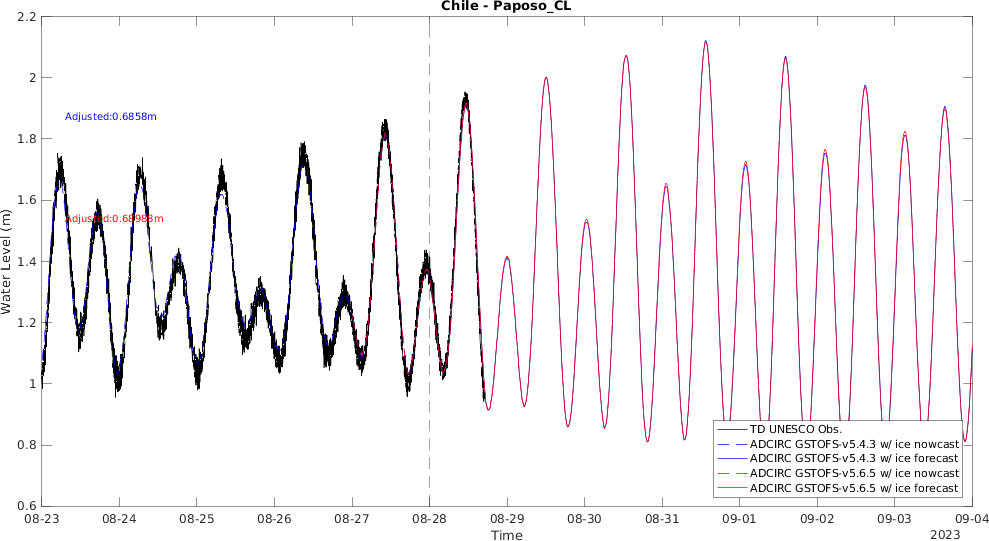 Chile - Paposo_CL
2.2
2
1.8
1.6
1.4
1.2
1
0.8
0.6
Water Level (m)
Adjusted:0.6858m
Adjusted:0.68988m
TD UNESCO Obs.
ADCIRC GSTOFS-v5.4.3 w/ ice nowcast
ADCIRC GSTOFS-v5.4.3 w/ ice forecast
ADCIRC GSTOFS-v5.6.5 w/ ice nowcast
ADCIRC GSTOFS-v5.6.5 w/ ice forecast
08-23 08-24 08-25 08-26 08-27 08-28 08-29 08-30 08-31 09-01 09-02 09-03 09-04
Time
2023